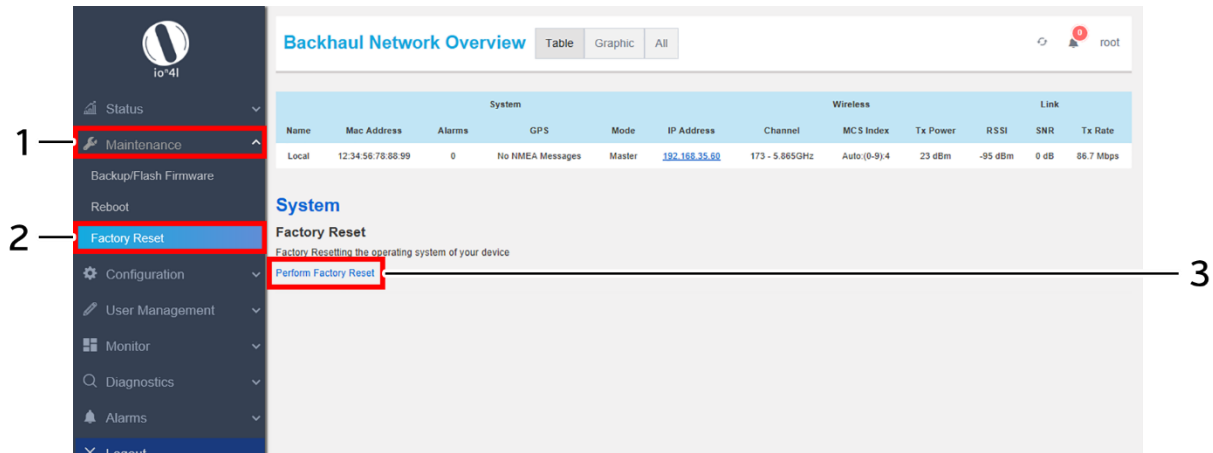 io"4I
Backhaul Network Overview Table Graphic All 0 root
Status
1
Maintenance
Backup/Flash Firmware
Reboot
2
Factory Reset
Configuration
User Management
Monitor
Diagnostics
Alarms
Logout
System Wireless Link
Name Mac Address Alarms GPS Mode IP Address Channel MCS Index Tx Power RSSI SNR Tx Rate
Local 12:34:56:78:88:99 0 No NMEA Messages Master 192.168.35.60 173 - 5.865GHz Auto:(0-9):4 23 dBm -95 dBm 0 dB 86.7 Mbps
System
Factory Reset
Factory Resetting the operating system of your device
Perform Factory Reset
3